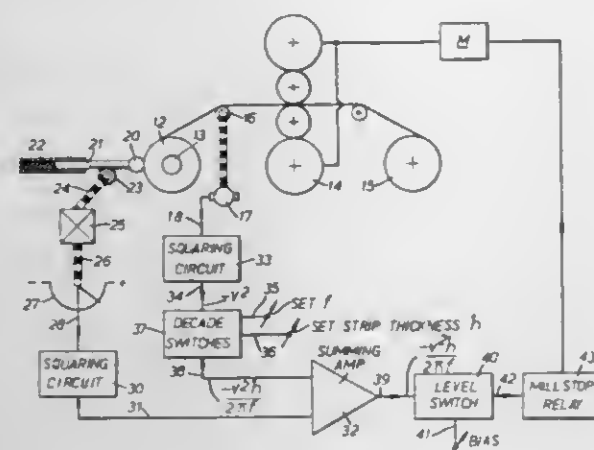 M
12
13
20
22
21
16
24
23
14
15
25
18
17
26
SQUARING CIRCUIT
33
27
- +
34
-v²
35
SET f
28
37
DECADE SWITCHES
36
SET STRIP THICKNESS h
SQUARING CIRCUIT
30
38
-v²h / 2πf
SUMMING AMP
32
31
39
-v²h / 2πf
40
LEVEL SWITCH
42
43
MILL STOP RELAY
41
BIAS